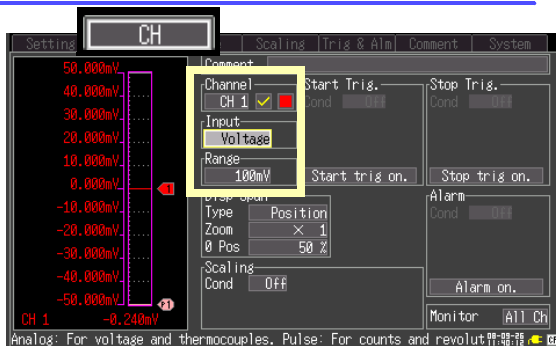 Setting CH Scaling Trig & Alm Comment System
Comment
50.000mV
40.000mV
30.000mV
20.000mV
10.000mV
0.000mV
-10.000mV
-20.000mV
-30.000mV
-40.000mV
-50.000mV
CH 1 -0.240mV
Channel
CH 1
Input
Voltage
Range
100mV
Start Trig.
Cond Off
Start trig on.
Stop Trig.
Cond Off
Stop trig on.
Disp Span
Type Position
Zoom × 1
0 Pos 50 %
Scaling
Cond Off
Alarm
Cond Off
Alarm on.
Monitor All Ch
Analog: For voltage and thermocouples. Pulse: For counts and revolut